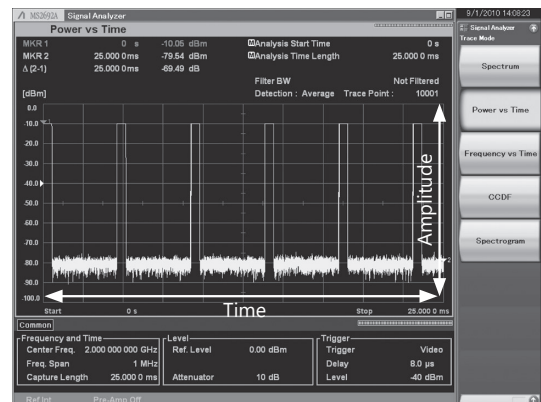 MS2692A Signal Analyzer
9/1/2010 14:08:23
Power vs Time
MKR 1 0 s -10.05 dBm
MKR 2 25.000 0 ms -79.54 dBm
Δ (2-1) 25.000 0 ms -69.49 dB
Analysis Start Time 0 s
Analysis Time Length 25.000 0 ms
Filter BW Not Filtered
Detection : Average Trace Point : 10001
[dBm]
0.0
-10.0
-20.0
-30.0
-40.0
-50.0
-60.0
-70.0
-80.0
-90.0
-100.0
1
2
Amplitude
Time
Start 0 s Stop 25.000 0 ms
Common
Frequency and Time
Center Freq. 2.000 000 000 GHz
Freq. Span 1 MHz
Capture Length 25.000 0 ms
Level
Ref. Level 0.00 dBm
Attenuator 10 dB
Trigger
Trigger Video
Delay 8.0 µs
Level -40 dBm
Ref.Int Pre-Amp Off
Signal Analyzer
Trace Mode
Spectrum
Power vs Time
Frequency vs Time
CCDF
Spectrogram